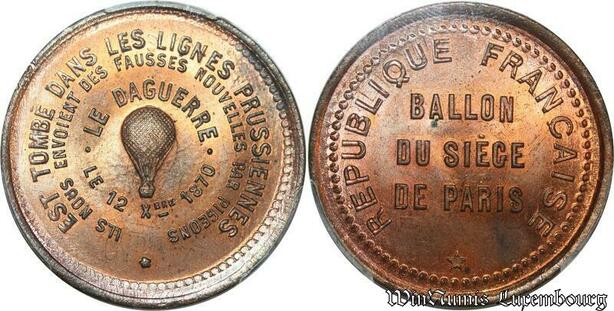 EST TOMBÉ DANS LES LIGNES PRUSSIENNES
ILS NOUS ENVOIENT DES FAUSSES NOUVELLES PAR PIGEONS
· LE DAGUERRE ·
LE 12 XBRE 1870
RÉPUBLIQUE FRANÇAISE
BALLON
DU SIÈGE
DE PARIS
WinNumis Luxembourg